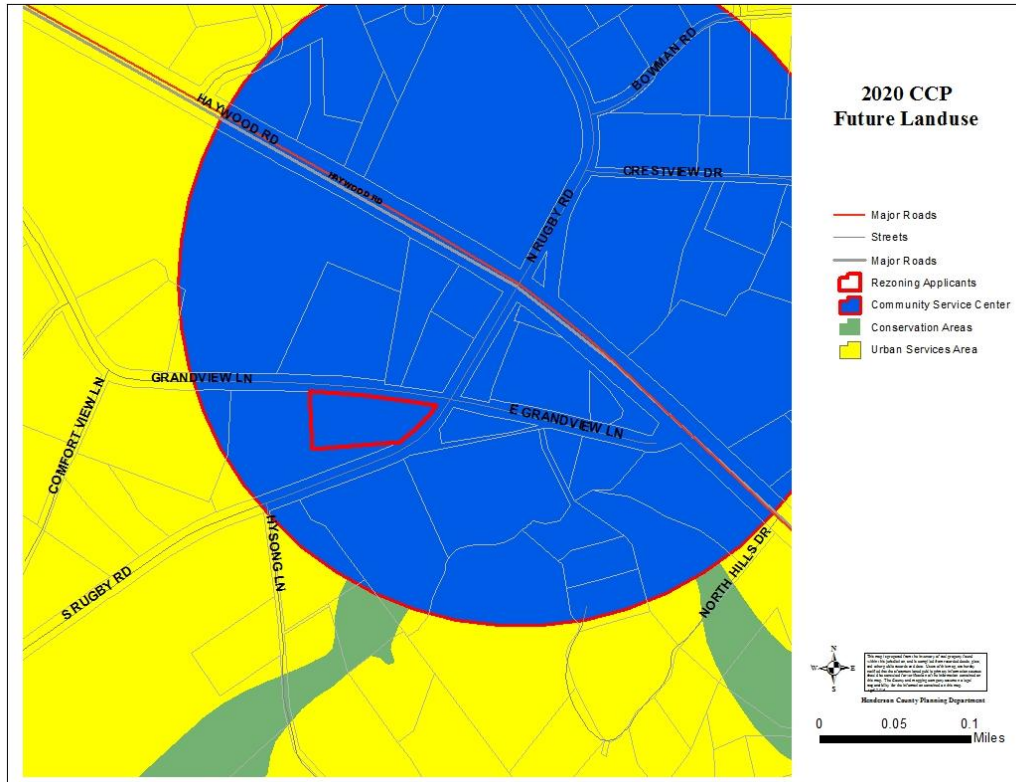 2020 CCP
Future Landuse
BOWMAN RD
HAYWOOD RD
HAYWOOD RD
CRESTVIEW DR
N RUGBY RD
GRANDVIEW LN
E GRANDVIEW LN
COMFORT VIEW LN
S RUGBY RD
HYSONG LN
NORTH HILLS DR
Major Roads
Streets
Major Roads
Rezoning Applicants
Community Service Center
Conservation Areas
Urban Services Area
N
W
E
S
Henderson County Planning Department
0 0.05 0.1
Miles